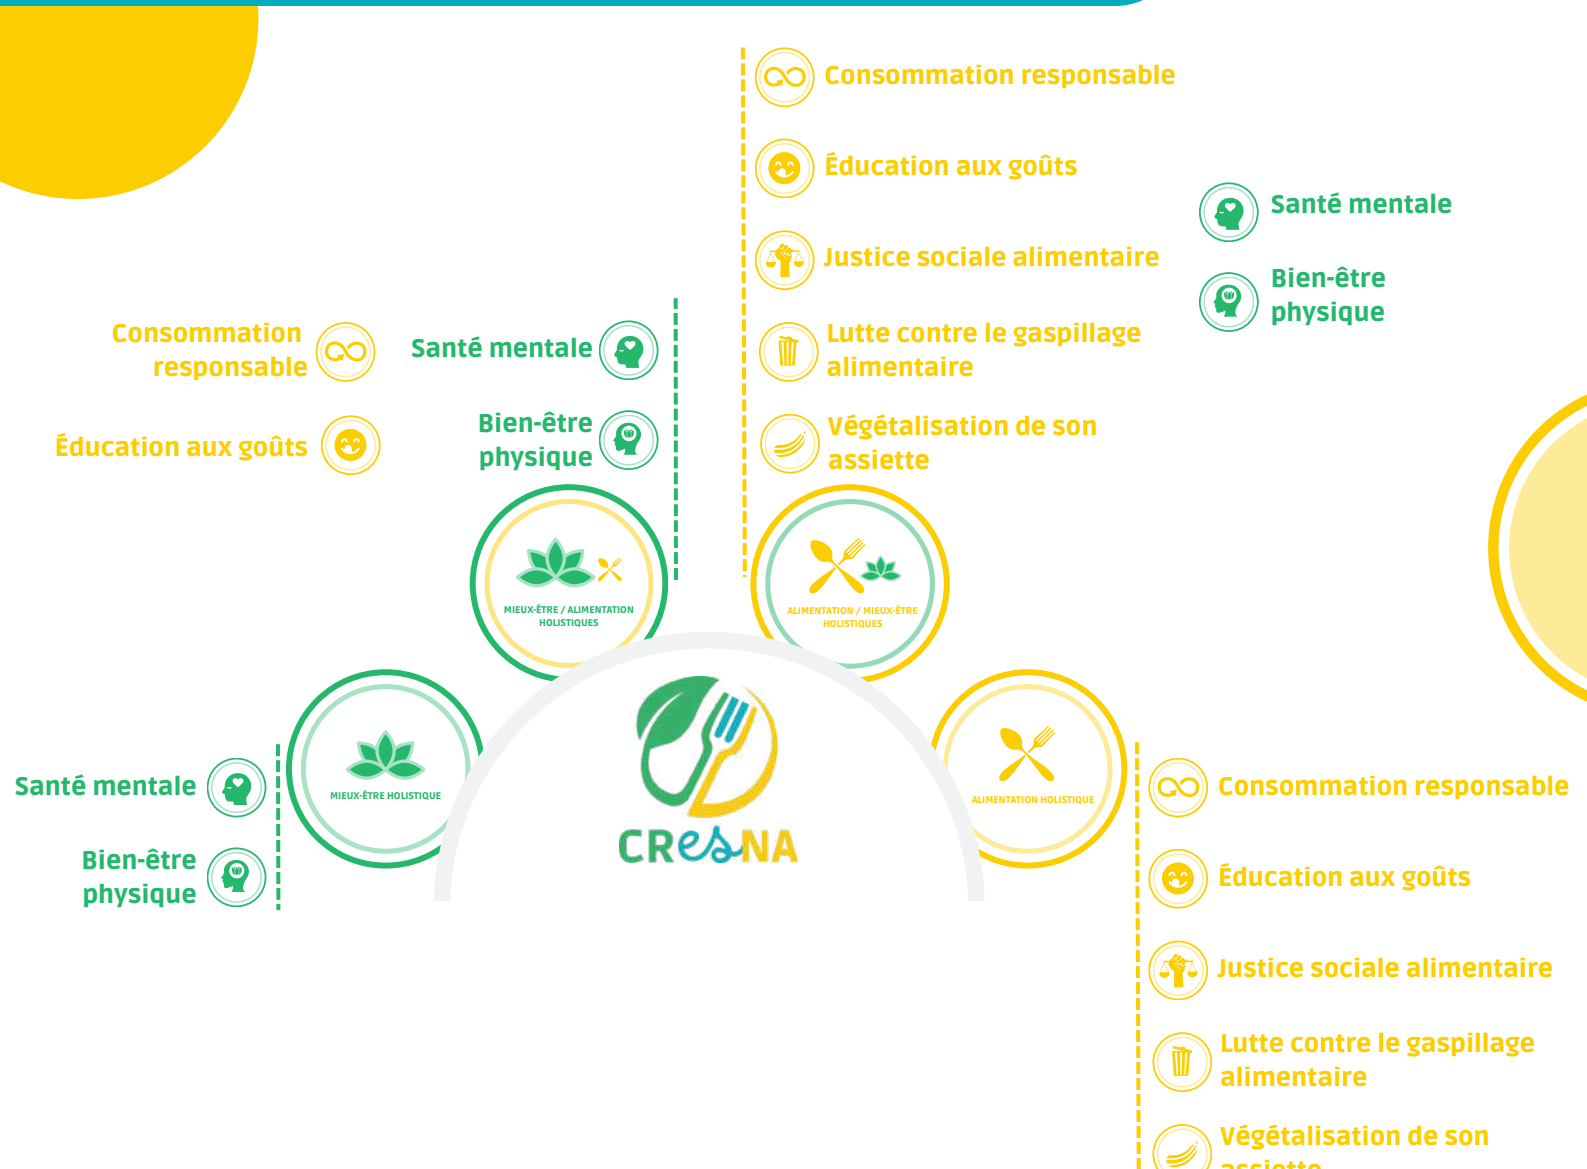 Consommation responsable
Éducation aux goûts
Justice sociale alimentaire
Lutte contre le gaspillage
alimentaire
Végétalisation de son
assiette
Santé mentale
Bien-être
physique
Consommation
responsable
Éducation aux goûts
Santé mentale
Bien-être
physique
MIEUX-ÊTRE / ALIMENTATION
HOLISTIQUES
ALIMENTATION / MIEUX-ÊTRE
HOLISTIQUES
MIEUX-ÊTRE HOLISTIQUE
ALIMENTATION HOLISTIQUE
CResNA
Santé mentale
Bien-être
physique
Consommation responsable
Éducation aux goûts
Justice sociale alimentaire
Lutte contre le gaspillage
alimentaire
Végétalisation de son
assiette